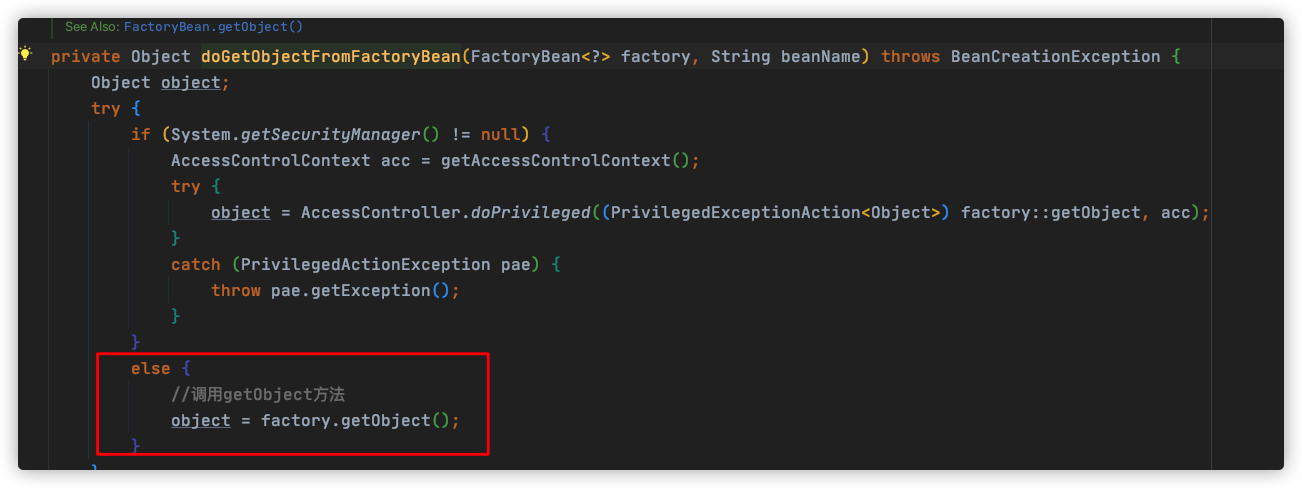 See Also: FactoryBean.getObject()
private Object doGetObjectFromFactoryBean(FactoryBean<?> factory, String beanName) throws BeanCreationException {
    Object object;
    try {
        if (System.getSecurityManager() != null) {
            AccessControlContext acc = getAccessControlContext();
            try {
                object = AccessController.doPrivileged((PrivilegedExceptionAction<Object>) factory::getObject, acc);
            }
            catch (PrivilegedActionException pae) {
                throw pae.getException();
            }
        }
        else {
            //调用getObject方法
            object = factory.getObject();
        }
    }